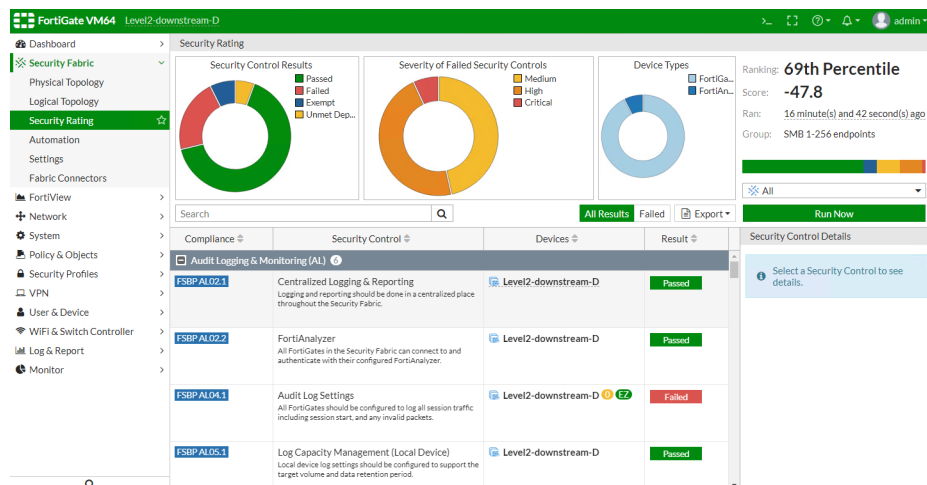 FortiGate VM64 Level2-downstream-D
admin
Dashboard
Security Fabric
Physical Topology
Logical Topology
Security Rating
Automation
Settings
Fabric Connectors
FortiView
Network
System
Policy & Objects
Security Profiles
VPN
User & Device
WiFi & Switch Controller
Log & Report
Monitor
Security Rating
Security Control Results
Passed
Failed
Exempt
Unmet Dep...
Severity of Failed Security Controls
Medium
High
Critical
Device Types
FortiGa...
FortiAn...
Ranking: 69th Percentile
Score: -47.8
Ran: 16 minute(s) and 42 second(s) ago
Group: SMB 1-256 endpoints
All
Run Now
Search
All Results Failed Export
Compliance Security Control Devices Result
Audit Logging & Monitoring (AL) 6
FSBP AL02.1
Centralized Logging & Reporting
Logging and reporting should be done in a centralized place
throughout the Security Fabric.
Level2-downstream-D
Passed
FSBP AL02.2
FortiAnalyzer
All FortiGates in the Security Fabric can connect to and
authenticate with their configured FortiAnalyzer.
Level2-downstream-D
Passed
FSBP AL04.1
Audit Log Settings
All FortiGates should be configured to log all session traffic
including session start, and any invalid packets.
Level2-downstream-D 0 EZ
Failed
FSBP AL05.1
Log Capacity Management (Local Device)
Local device log settings should be configured to support the
target volume and data retention period.
Level2-downstream-D
Passed
Security Control Details
Select a Security Control to see
details.